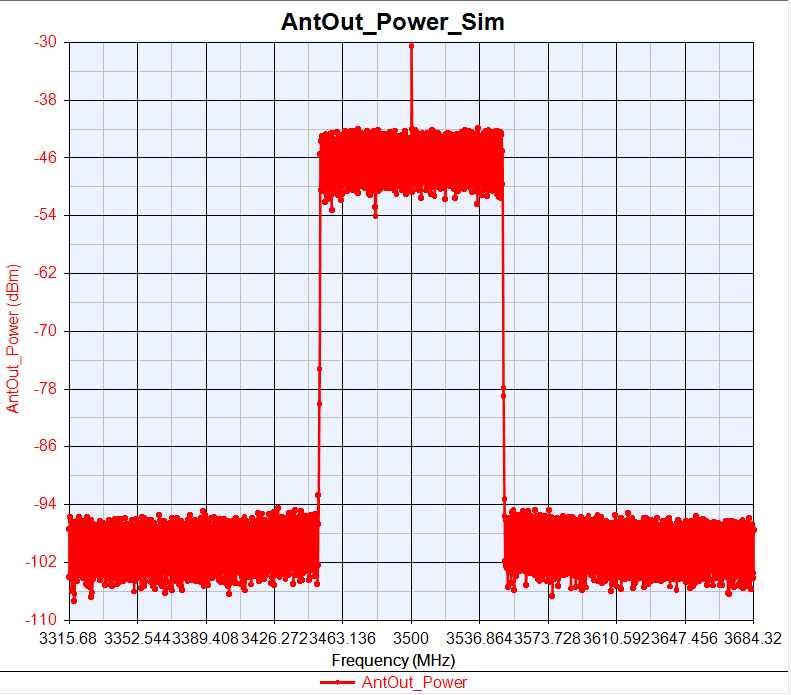 AntOut_Power_Sim
-30
-38
-46
-54
-62
-70
-78
-86
-94
-102
-110
AntOut_Power (dBm)
3315.68 3352.544 3389.408 3426.272 3463.136 3500 3536.864 3573.728 3610.592 3647.456 3684.32
Frequency (MHz)
AntOut_Power